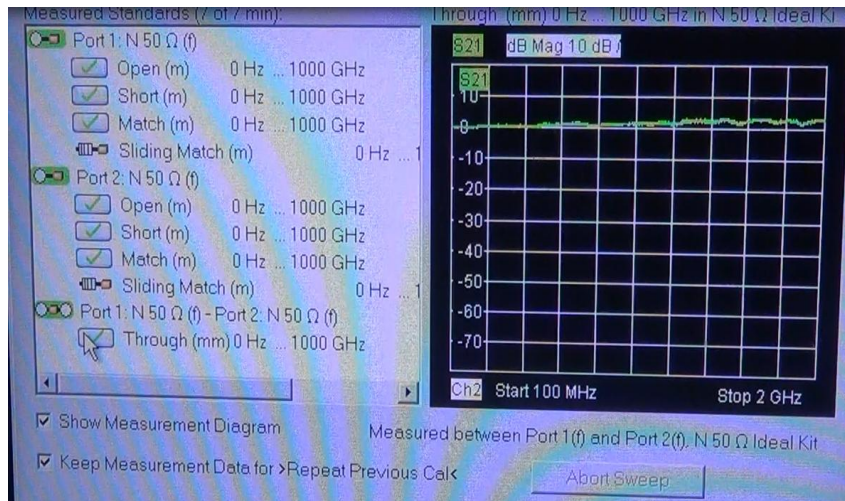 Measured Standards (7 of 7 min):
Port 1: N 50 Ω (f)
Open (m) 0 Hz ... 1000 GHz
Short (m) 0 Hz ... 1000 GHz
Match (m) 0 Hz ... 1000 GHz
Sliding Match (m) 0 Hz ... 1
Port 2: N 50 Ω (f)
Open (m) 0 Hz ... 1000 GHz
Short (m) 0 Hz ... 1000 GHz
Match (m) 0 Hz ... 1000 GHz
Sliding Match (m) 0 Hz ... 1
Port 1: N 50 Ω (f) - Port 2: N 50 Ω (f)
Through (mm) 0 Hz ... 1000 GHz
Through (mm) 0 Hz ... 1000 GHz in N 50 Ω Ideal Ki
S21 dB Mag 10 dB /
S21
10
0
-10
-20
-30
-40
-50
-60
-70
Ch2 Start 100 MHz Stop 2 GHz
Show Measurement Diagram
Measured between Port 1(f) and Port 2(f), N 50 Ω Ideal Kit
Keep Measurement Data for >Repeat Previous Cal<
Abort Sweep